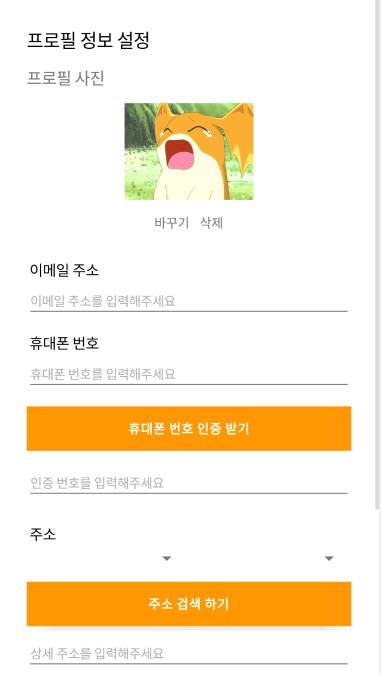 프로필 정보 설정
프로필 사진
바꾸기 삭제
이메일 주소
이메일 주소를 입력해주세요
휴대폰 번호
휴대폰 번호를 입력해주세요
휴대폰 번호 인증 받기
인증 번호를 입력해주세요
주소
주소 검색 하기
상세 주소를 입력해주세요